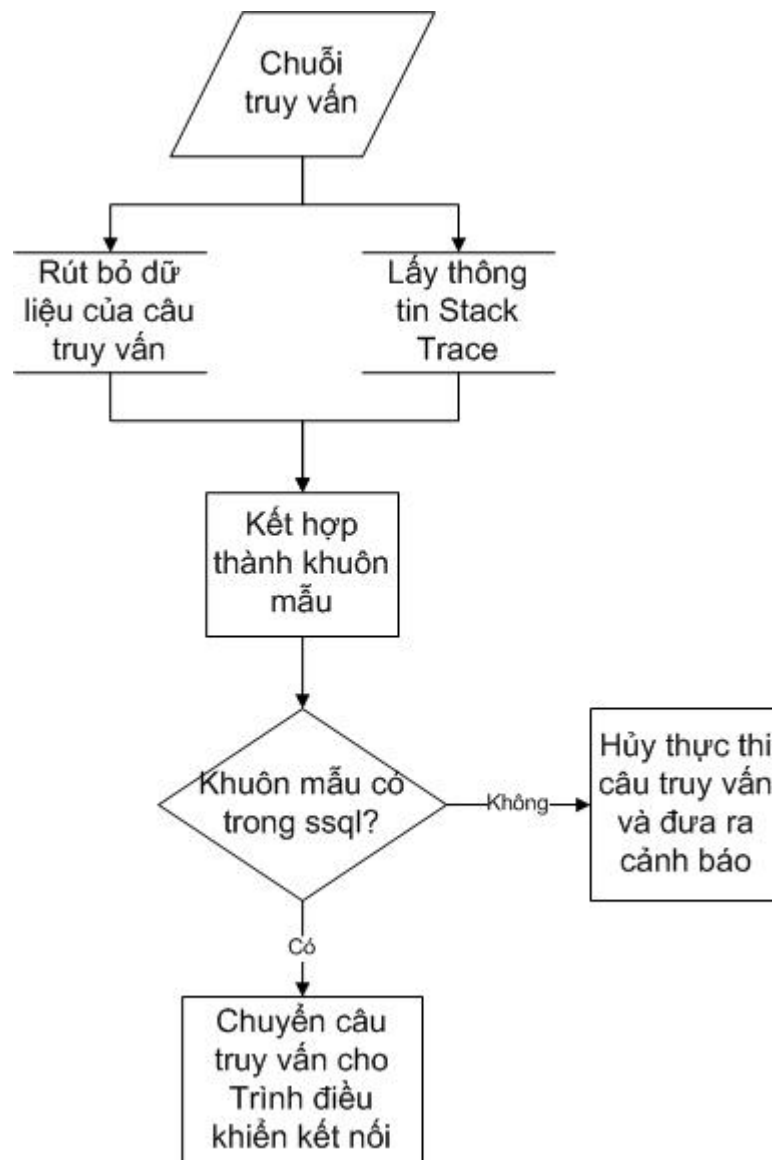 Chuỗi
truy vấn
Rút bỏ dữ
liệu của câu
truy vấn
Lấy thông
tin Stack
Trace
Kết hợp
thành khuôn
mẫu
Khuôn mẫu có
trong ssql?
Không
Hủy thực thi
câu truy vấn
và đưa ra
cảnh báo
Có
Chuyển câu
truy vấn cho
Trình điều
khiển kết nối